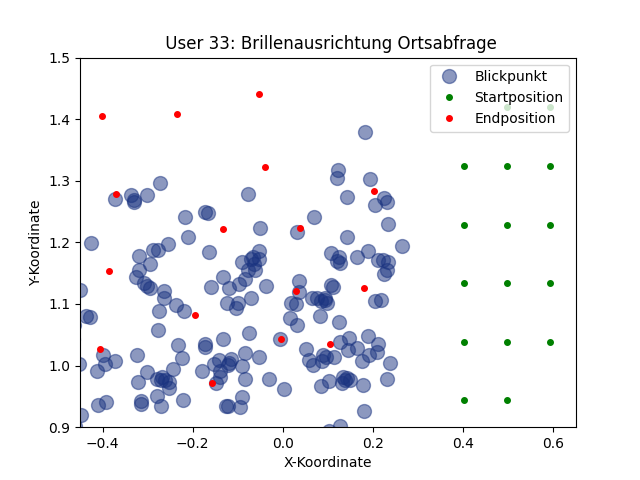 User 33: Brillenausrichtung Ortsabfrage
Blickpunkt
Startposition
Endposition
Y-Koordinate
1.5
1.4
1.3
1.2
1.1
1.0
0.9
−0.4 −0.2 0.0 0.2 0.4 0.6
X-Koordinate